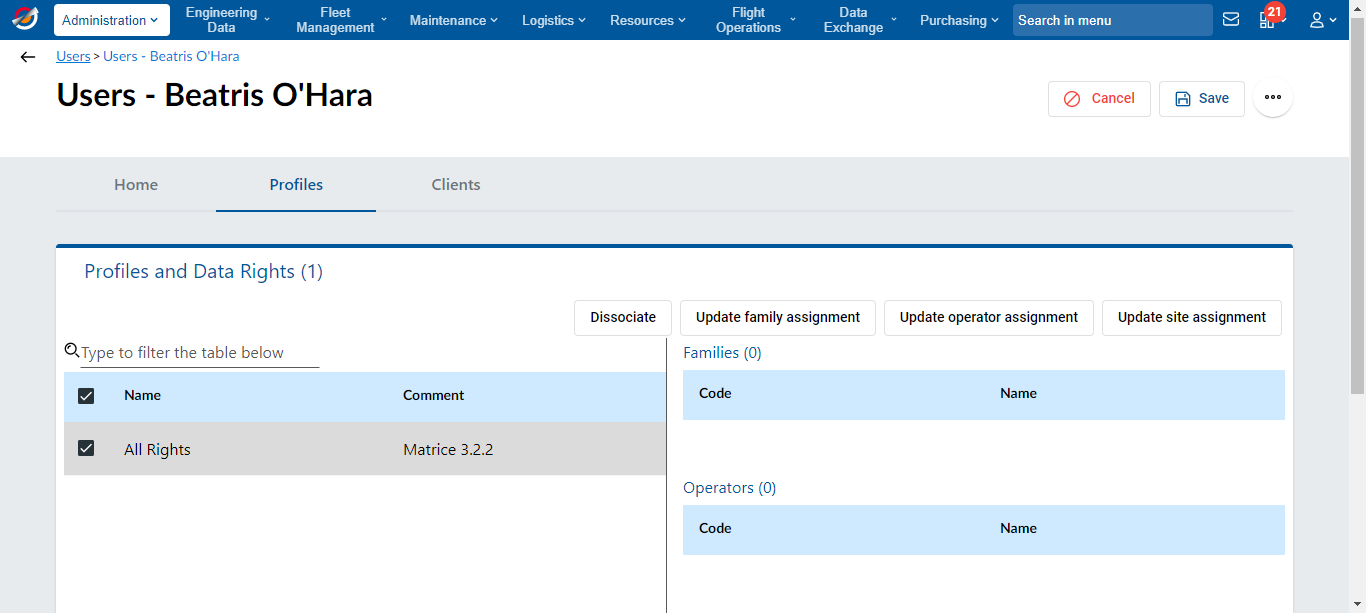 Administration
Engineering
Data
Fleet
Management
Maintenance
Logistics
Resources
Flight
Operations
Data
Exchange
Purchasing
Search in menu
21
Users > Users - Beatris O'Hara
Users - Beatris O'Hara
Cancel
Save
Home
Profiles
Clients
Profiles and Data Rights (1)
Dissociate
Update family assignment
Update operator assignment
Update site assignment
Type to filter the table below
Name
Comment
All Rights
Matrice 3.2.2
Families (0)
Code
Name
Operators (0)
Code
Name